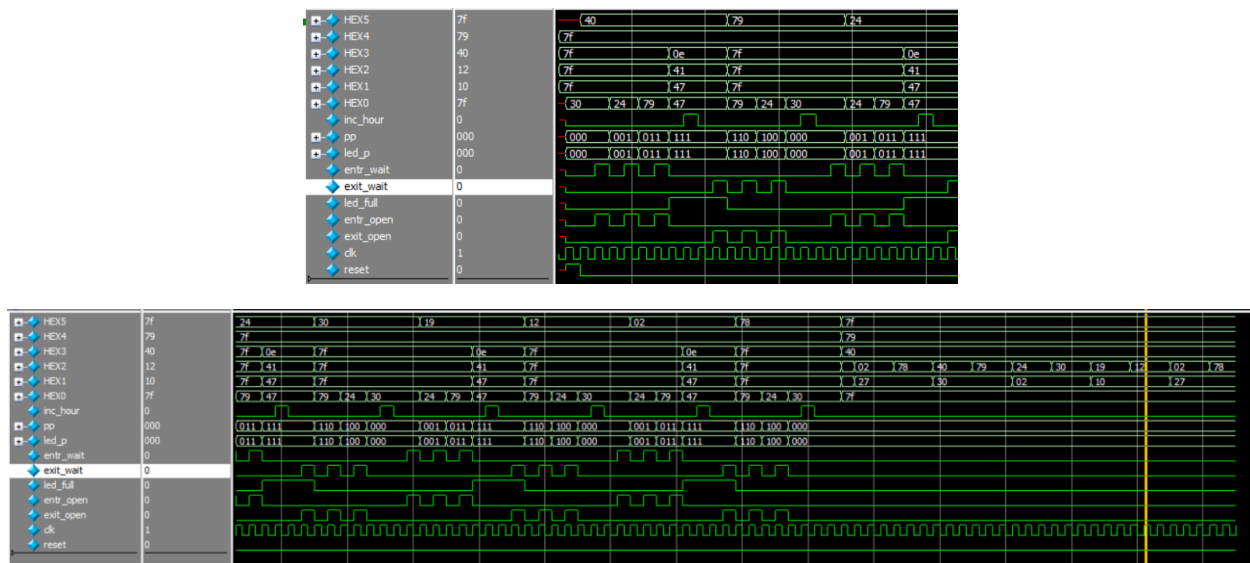 HEX5 7f 40 79 24
HEX4 79 7f
HEX3 40 7f 0e 7f 0e
HEX2 12 7f 41 7f 41
HEX1 10 7f 47 7f 47
HEX0 7f 30 24 79 47 79 24 30 24 79 47
inc_hour 0
pp 000 000 001 011 111 110 100 000 001 011 111
led_p 000 000 001 011 111 110 100 000 001 011 111
entr_wait 0
exit_wait 0
led_full 0
entr_open 0
exit_open 0
clk 1
reset 0
HEX5 7f 24 30 19 12 02 78 7f
HEX4 79 7f 79
HEX3 40 7f 0e 7f 0e 7f 0e 7f 40
HEX2 12 7f 41 7f 41 7f 41 7f 02 78 40 79 24 30 19 12 02 78
HEX1 10 7f 47 7f 47 7f 47 7f 27 30 02 10 27
HEX0 7f 79 47 79 24 30 24 79 47 79 24 30 24 79 47 79 24 30 7f
inc_hour 0
pp 000 011 111 110 100 000 001 011 111 110 100 000 001 011 111 110 100 000
led_p 000 011 111 110 100 000 001 011 111 110 100 000 001 011 111 110 100 000
entr_wait 0
exit_wait 0
led_full 0
entr_open 0
exit_open 0
clk 1
reset 0